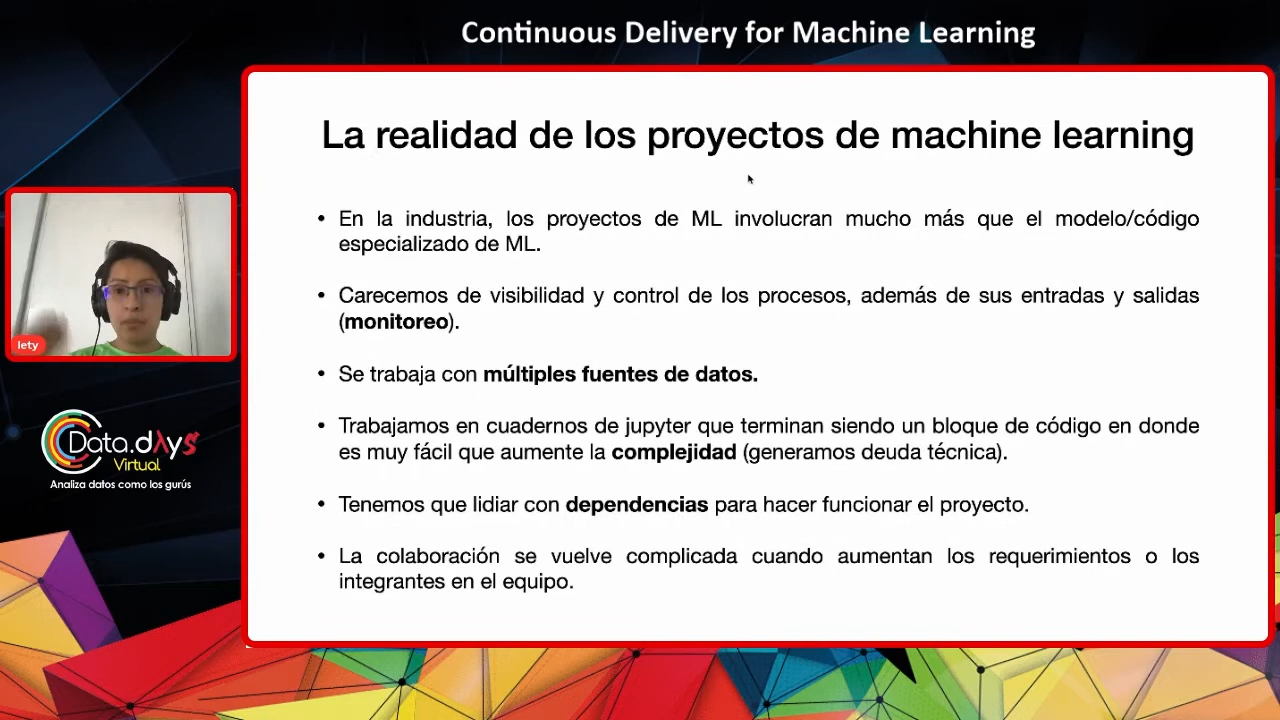 Continuous Delivery for Machine Learning
La realidad de los proyectos de machine learning
• En la industria, los proyectos de ML involucran mucho más que el modelo/código
especializado de ML.
• Carecemos de visibilidad y control de los procesos, además de sus entradas y salidas
(monitoreo).
• Se trabaja con múltiples fuentes de datos.
• Trabajamos en cuadernos de jupyter que terminan siendo un bloque de código en donde
es muy fácil que aumente la complejidad (generamos deuda técnica).
• Tenemos que lidiar con dependencias para hacer funcionar el proyecto.
• La colaboración se vuelve complicada cuando aumentan los requerimientos o los
integrantes en el equipo.
lety
Data.dAys
Virtual
Analiza datos como los gurús